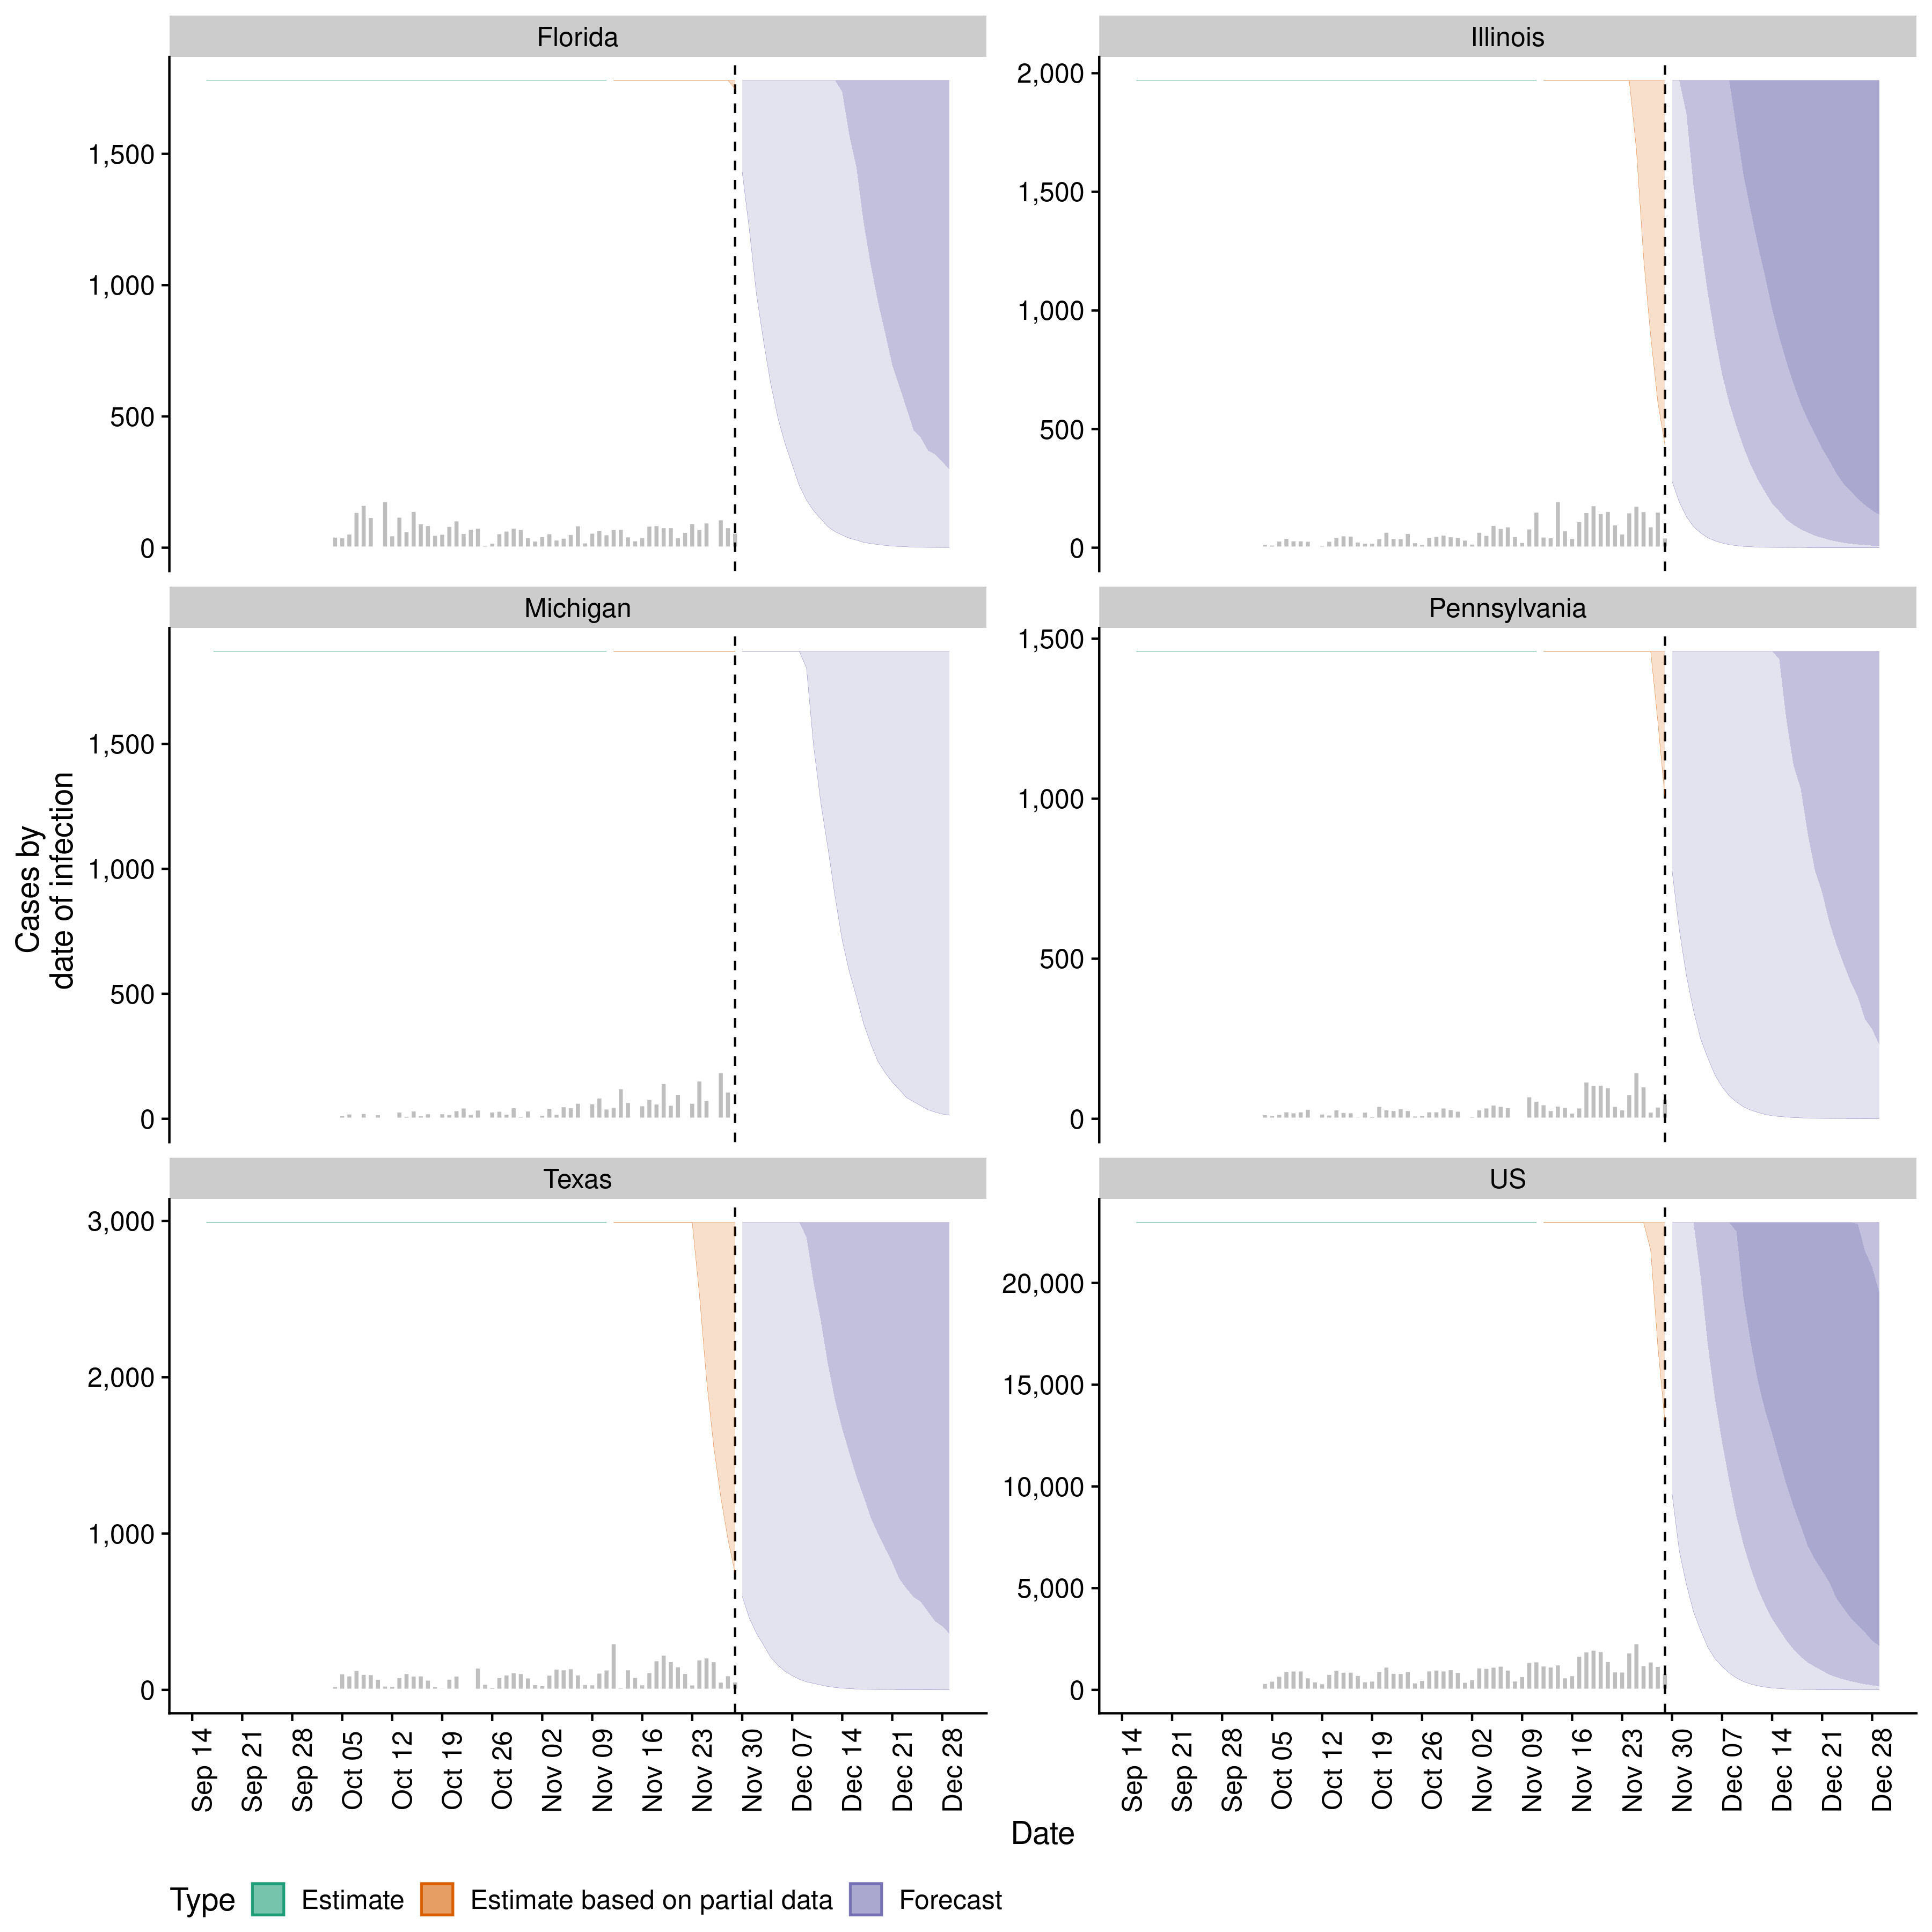 Florida
Illinois
1,500
1,000
500
0
2,000
1,500
1,000
500
0
Michigan
Pennsylvania
1,500
1,000
500
0
1,500
1,000
500
0
Cases by
date of infection
Texas
US
3,000
2,000
1,000
0
20,000
15,000
10,000
5,000
0
Sep 14
Sep 21
Sep 28
Oct 05
Oct 12
Oct 19
Oct 26
Nov 02
Nov 09
Nov 16
Nov 23
Nov 30
Dec 07
Dec 14
Dec 21
Dec 28
Sep 14
Sep 21
Sep 28
Oct 05
Oct 12
Oct 19
Oct 26
Nov 02
Nov 09
Nov 16
Nov 23
Nov 30
Dec 07
Dec 14
Dec 21
Dec 28
Date
Type Estimate Estimate based on partial data Forecast